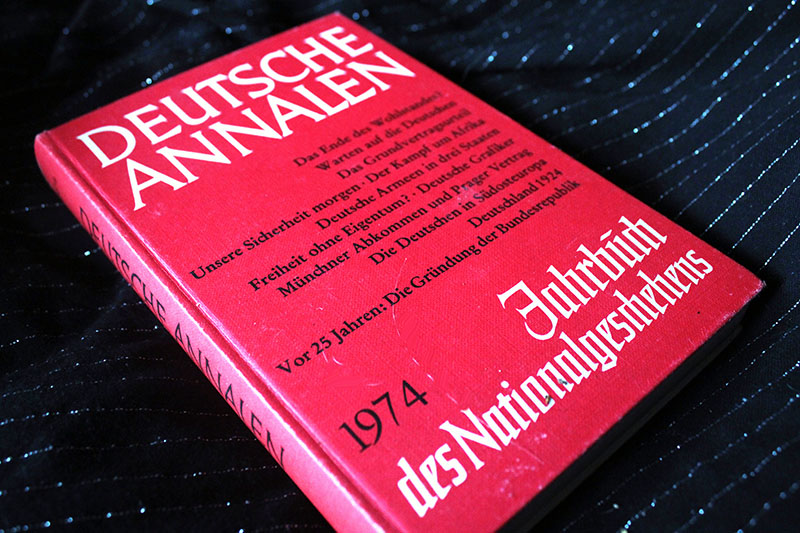 DEUTSCHE
ANNALEN
Das Ende des Wohlstandes?
Warten auf die Deutschen
Das Grundvertragsurteil
Unsere Sicherheit morgen · Der Kampf um Afrika
Deutsche Armeen in drei Staaten
Freiheit ohne Eigentum? · Deutsche Grafiker
Münchner Abkommen und Prager Vertrag
Die Deutschen in Südosteuropa
Deutschland 1924
Vor 25 Jahren: Die Gründung der Bundesrepublik
Jahrbuch
des Nationalgeschehens
1974
DEUTSCHE ANNALEN